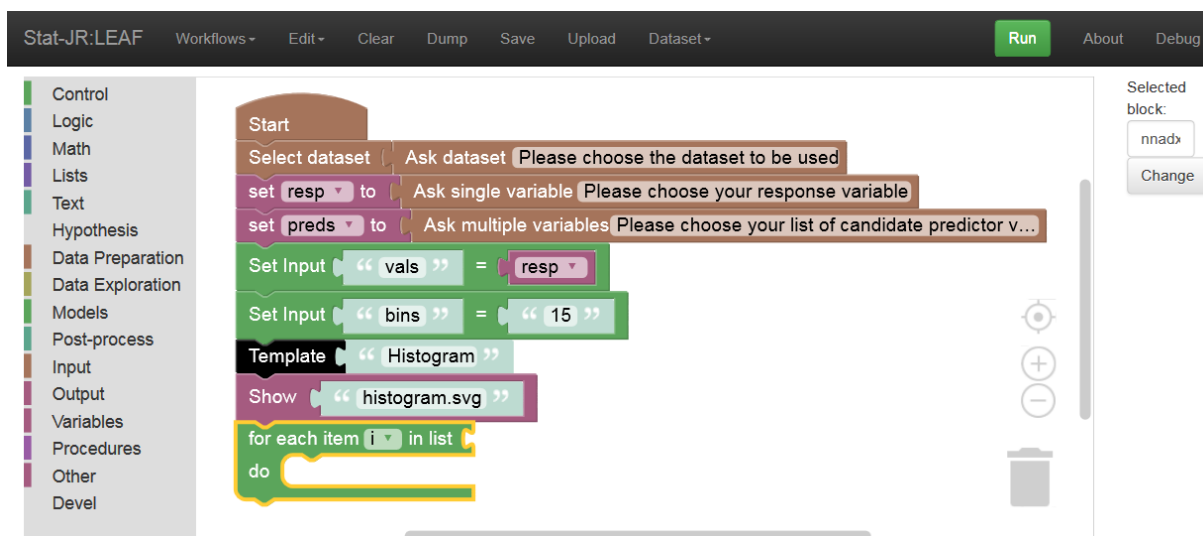 Stat-JR:LEAF Workflows Edit Clear Dump Save Upload Dataset Run About Debug
Control
Logic
Math
Lists
Text
Hypothesis
Data Preparation
Data Exploration
Models
Post-process
Input
Output
Variables
Procedures
Other
Devel
Start
Select dataset Ask dataset Please choose the dataset to be used
set resp to Ask single variable Please choose your response variable
set preds to Ask multiple variables Please choose your list of candidate predictor v…
Set Input “ vals ” = resp
Set Input “ bins ” = “ 15 ”
Template “ Histogram ”
Show “ histogram.svg ”
for each item i in list
do
Selected
block:
Change